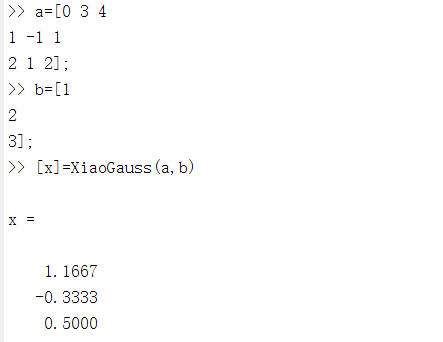 >> a=[0 3 4
1 -1 1
2 1 2];
>> b=[1
2
3];
>> [x]=XiaoGauss(a,b)
x =
1.1667
-0.3333
0.5000